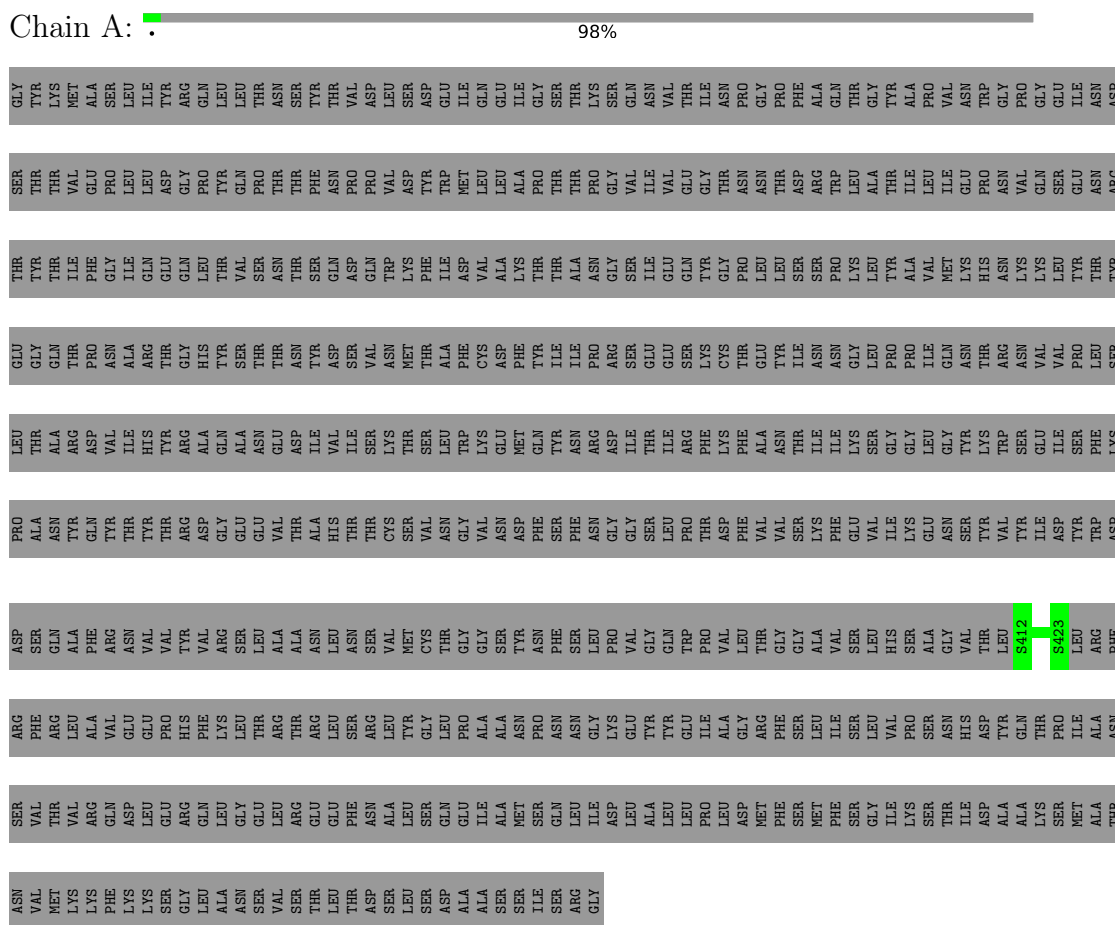 Chain A: .
98%
GLY TYR LYS MET ALA SER LEU ILE TYR ARG GLN LEU LEU THR ASN SER TYR THR VAL ASP LEU SER ASP GLU ILE GLN GLU ILE GLY SER THR LYS SER GLN ASN VAL THR ILE ASN PRO GLY PRO PHE ALA GLN THR GLY TYR ALA PRO VAL ASN TRP GLY PRO GLY GLU ILE ASN ASP
SER THR THR VAL GLU PRO LEU LEU ASP GLY PRO TYR GLN PRO THR THR PHE ASN PRO PRO VAL ASP TYR TRP MET LEU LEU ALA PRO THR THR PRO GLY VAL ILE VAL GLU GLY THR ASN ASN THR ASP ARG TRP LEU ALA THR ILE LEU ILE GLU PRO ASN VAL GLN SER GLU ASN ARG
THR TYR THR ILE PHE GLY ILE GLN GLU GLN LEU THR VAL SER ASN THR SER GLN ASP GLN TRP LYS PHE ILE ASP VAL ALA LYS THR THR ALA ASN GLY SER ILE GLU GLN TYR GLY PRO LEU LEU SER SER PRO LYS LEU TYR ALA VAL MET LYS HIS ASN LYS LYS LEU TYR THR TYR
GLU GLY GLN THR PRO ASN ALA ARG THR GLY HIS TYR SER THR THR ASN TYR ASP SER VAL ASN MET THR ALA PHE CYS ASP PHE TYR ILE ILE PRO ARG SER GLU GLU SER LYS CYS THR GLU TYR ILE ASN ASN GLY LEU PRO PRO ILE GLN ASN THR ARG ASN VAL VAL PRO LEU SER
LEU THR ALA ARG ASP VAL ILE HIS TYR ARG ALA GLN ALA ASN GLU ASP ILE VAL ILE SER LYS THR SER LEU TRP LYS GLU MET GLN TYR ASN ARG ASP ILE THR ILE ARG PHE LYS PHE ALA ASN THR ILE ILE LYS SER GLY GLY LEU GLY TYR LYS TRP SER GLU ILE SER PHE LYS
PRO ALA ASN TYR GLN TYR THR TYR THR ARG ASP GLY GLU GLU VAL THR ALA HIS THR THR CYS SER VAL ASN GLY VAL ASN ASP PHE SER PHE ASN GLY GLY SER LEU PRO THR ASP PHE VAL VAL SER LYS PHE GLU VAL ILE LYS GLU ASN SER TYR VAL TYR ILE ASP TYR TRP ASP
ASP SER GLN ALA PHE ARG ASN VAL VAL TYR VAL ARG SER LEU ALA ALA ASN LEU ASN SER VAL MET CYS THR GLY GLY SER TYR ASN PHE SER LEU PRO VAL GLY GLN TRP PRO VAL LEU THR GLY GLY ALA VAL SER LEU HIS SER ALA GLY VAL THR LEU S412 S423 LEU ARG PHE
ARG PHE ARG LEU ALA VAL GLU GLU PRO HIS PHE LYS LEU THR ARG THR ARG LEU SER ARG LEU TYR GLY LEU PRO ALA ALA ASN PRO ASN ASN GLY LYS GLU TYR TYR GLU ILE ALA GLY ARG PHE SER LEU ILE SER LEU VAL PRO SER ASN HIS ASP TYR GLN THR PRO ILE ALA ASN
SER VAL THR VAL ARG GLN ASP LEU GLU ARG GLN LEU GLY GLU LEU ARG GLU GLU PHE ASN ALA LEU SER GLN GLU ILE ALA MET SER GLN LEU ILE ASP LEU ALA LEU LEU PRO LEU ASP MET PHE SER MET PHE SER GLY ILE LYS SER THR ILE ASP ALA ALA LYS SER MET ALA THR
ASN VAL MET LYS LYS PHE LYS LYS SER GLY LEU ALA ASN SER VAL SER THR LEU THR ASP SER LEU SER ASP ALA ALA SER SER ILE SER ARG GLY